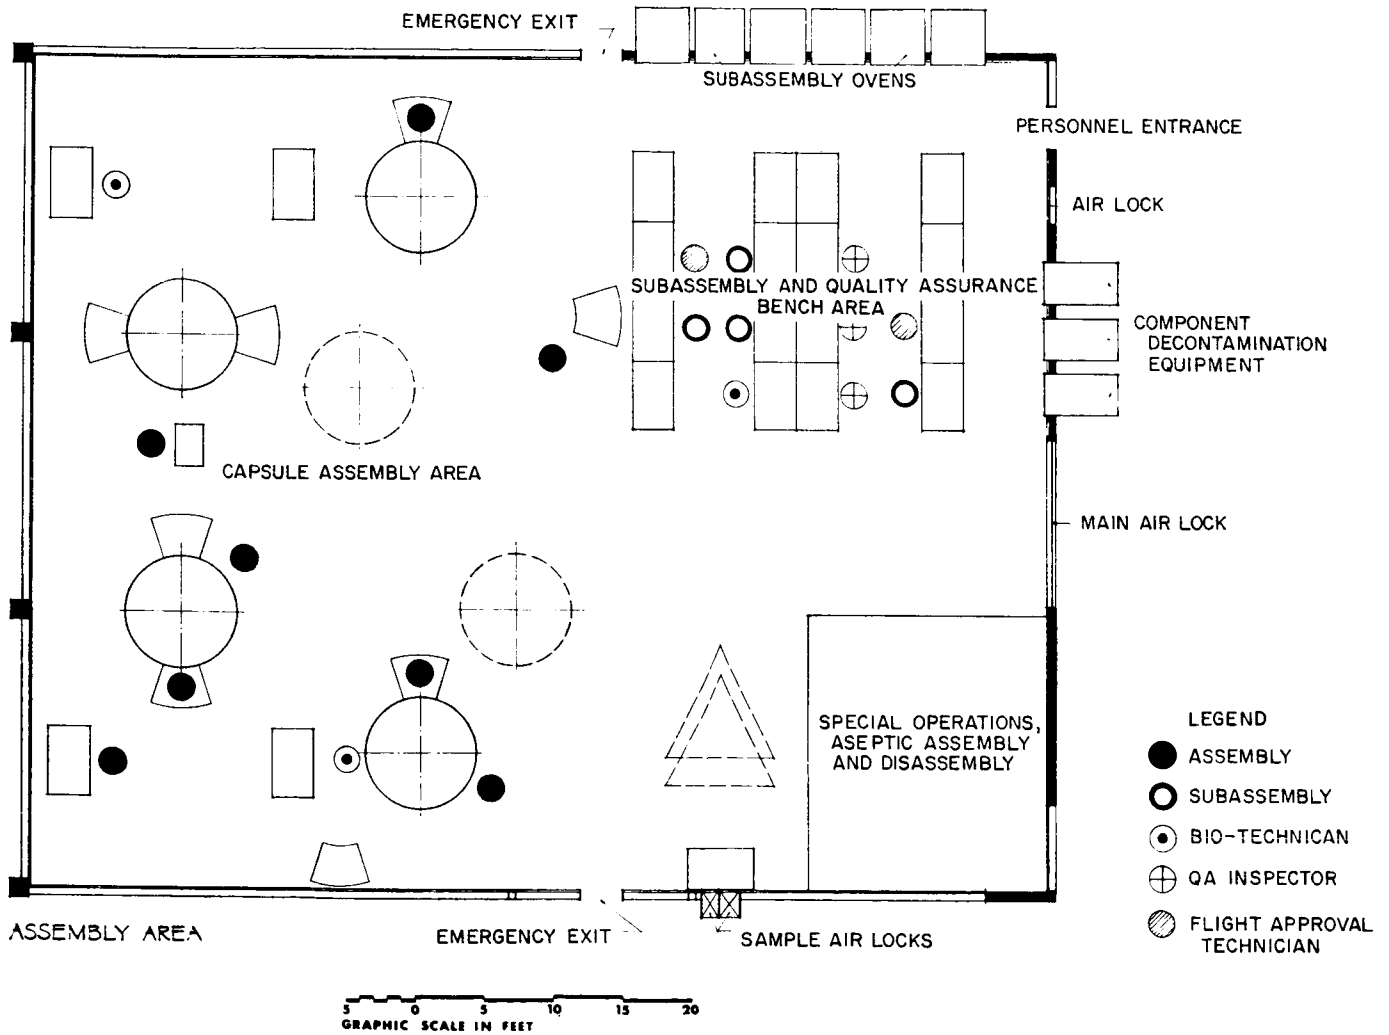 EMERGENCY EXIT
SUBASSEMBLY OVENS
PERSONNEL ENTRANCE
AIR LOCK
SUBASSEMBLY AND QUALITY ASSURANCE
BENCH AREA
COMPONENT
DECONTAMINATION
EQUIPMENT
CAPSULE ASSEMBLY AREA
MAIN AIR LOCK
SPECIAL OPERATIONS,
ASEPTIC ASSEMBLY
AND DISASSEMBLY
LEGEND
ASSEMBLY
SUBASSEMBLY
BIO-TECHNICAN
QA INSPECTOR
FLIGHT APPROVAL
TECHNICIAN
ASSEMBLY AREA
EMERGENCY EXIT
SAMPLE AIR LOCKS
5 0 5 10 15 20
GRAPHIC SCALE IN FEET